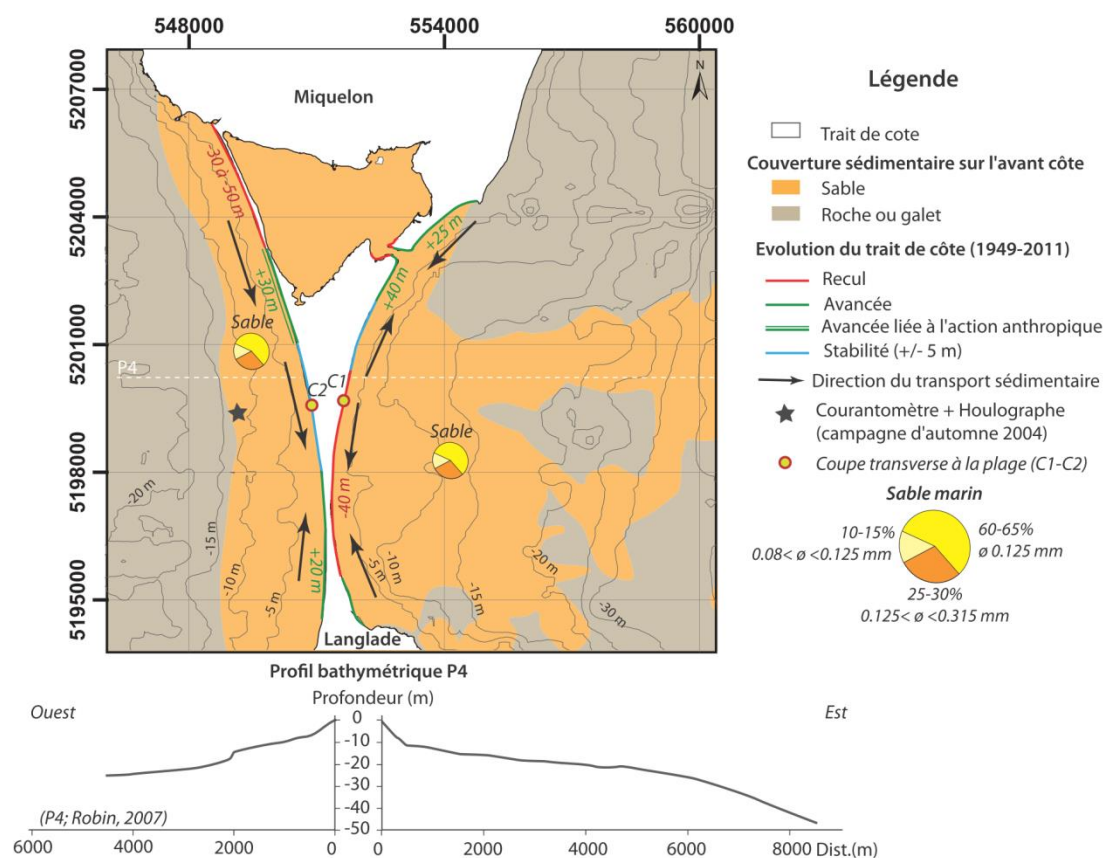 548000 554000 560000
5207000
5204000
5201000
5198000
5195000
N
Miquelon
-30 à -50 m
+25 m
+40 m
+30 m
Sable
P4
C2 C1
Sable
-40 m
-20 m
-15 m
-10 m
-5 m
+20 m
-10 m
-5 m
-15 m
-20 m
-30 m
Langlade
Légende
Trait de cote
Couverture sédimentaire sur l'avant côte
Sable
Roche ou galet
Evolution du trait de côte (1949-2011)
Recul
Avancée
Avancée liée à l'action anthropique
Stabilité (+/- 5 m)
Direction du transport sédimentaire
Courantomètre + Houlographe
(campagne d'automne 2004)
Coupe transverse à la plage (C1-C2)
Sable marin
10-15%
0.08< ø <0.125 mm
60-65%
ø 0.125 mm
25-30%
0.125< ø <0.315 mm
Profil bathymétrique P4
Profondeur (m)
Ouest
Est
0
-10
-20
-30
-40
-50
(P4; Robin, 2007)
6000 4000 2000 0 0 2000 4000 6000 8000 Dist.(m)